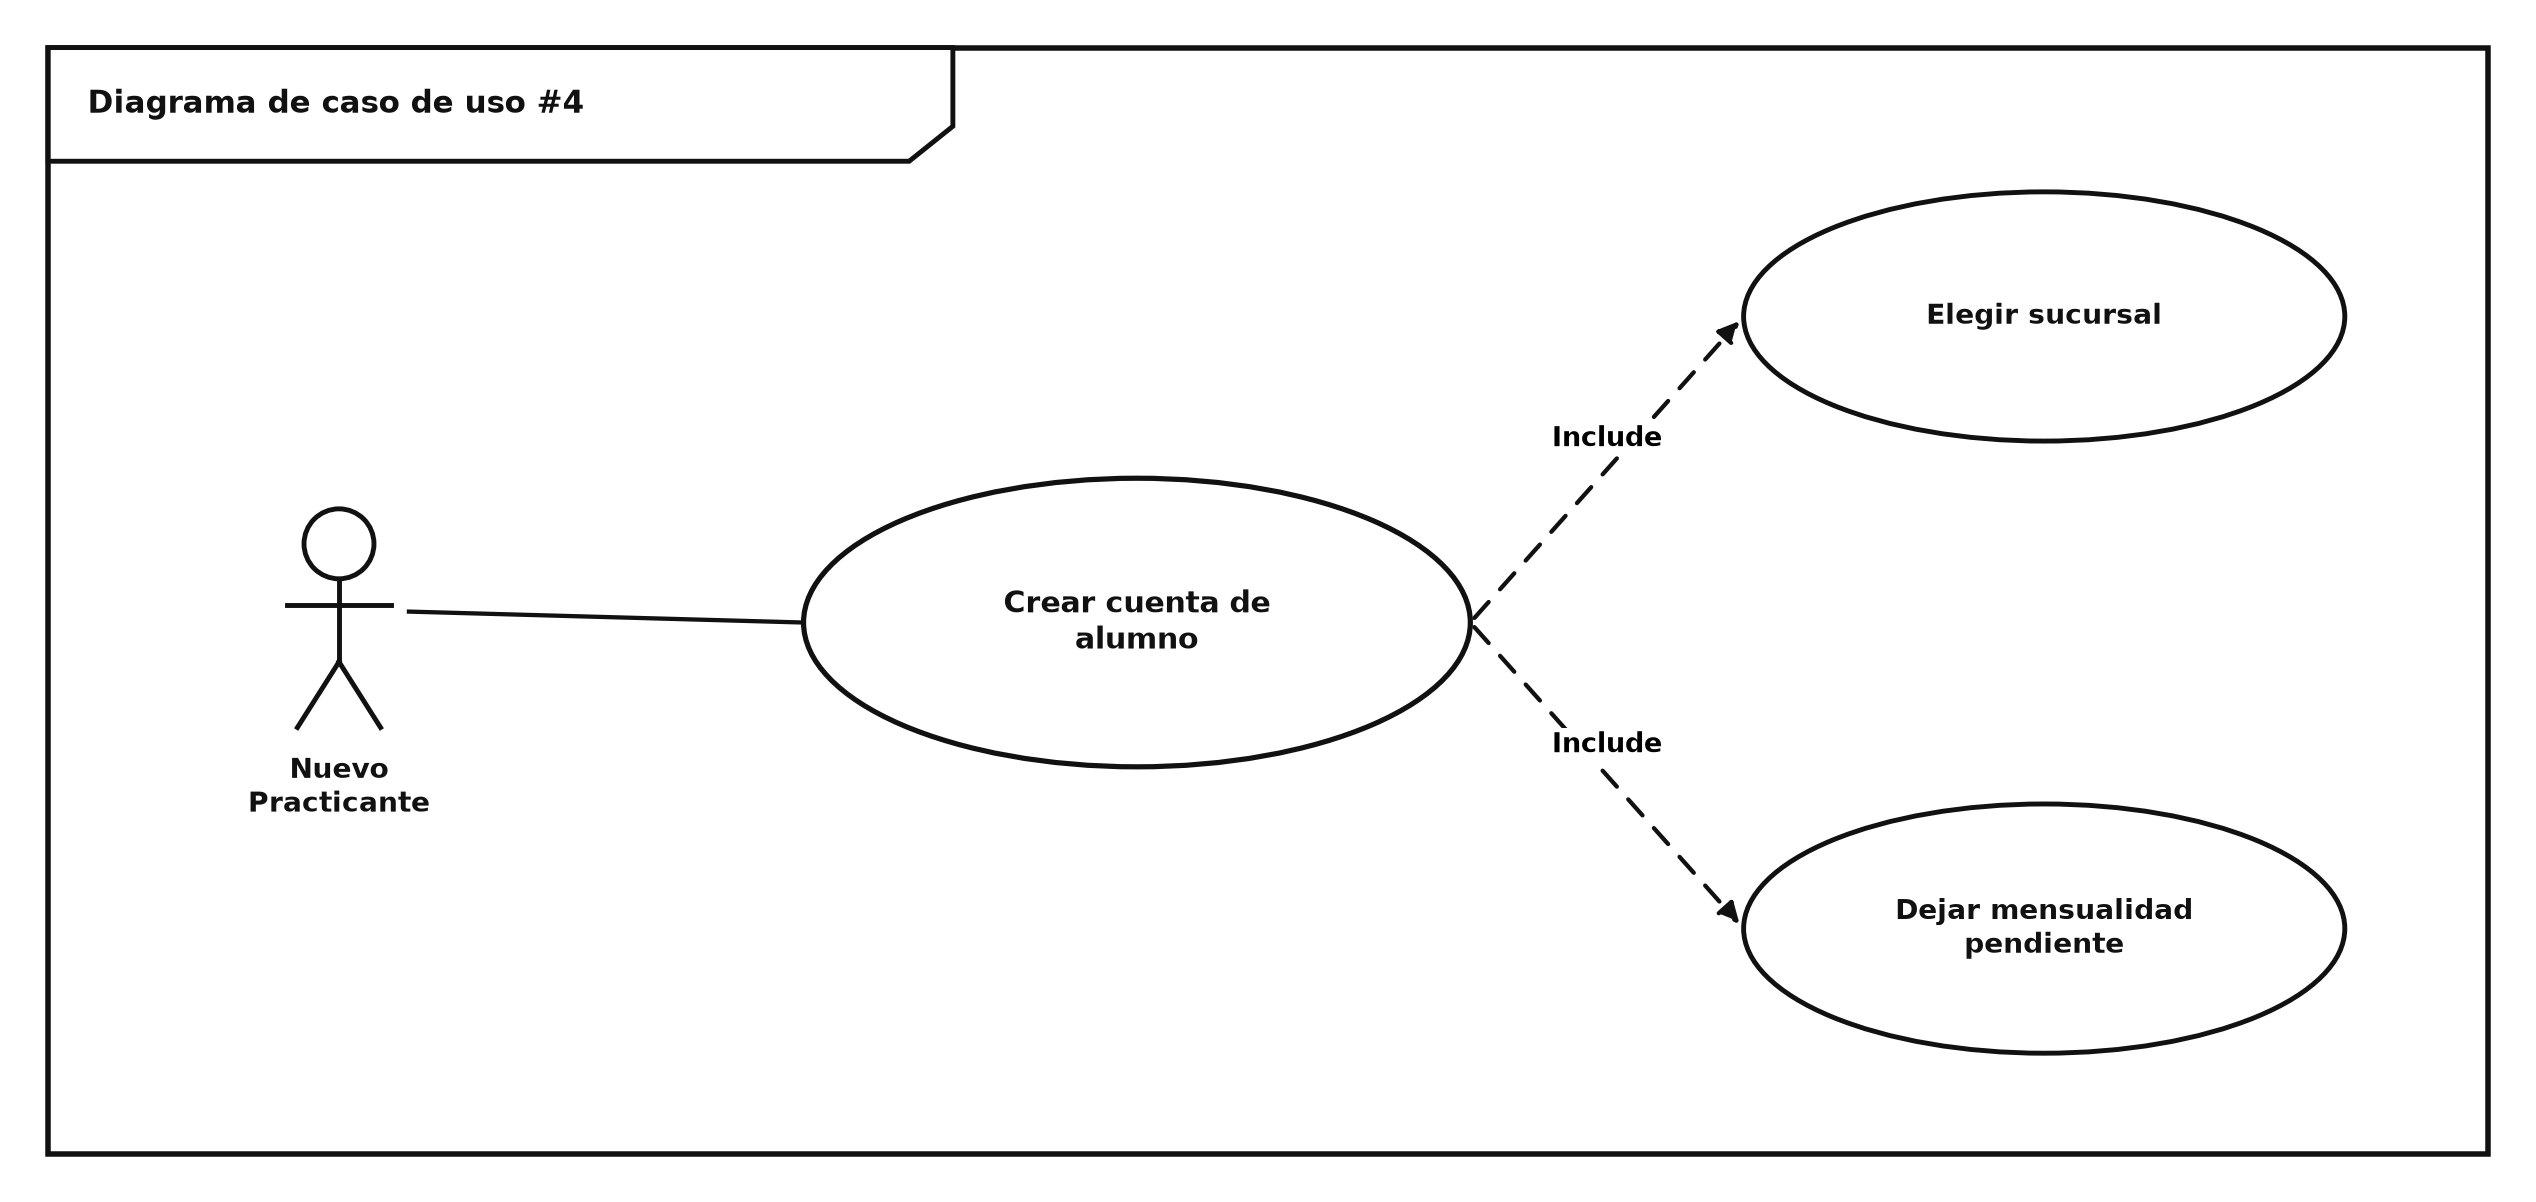 Diagrama de caso de uso #4
Elegir sucursal
Include
Crear cuenta de
alumno
Nuevo
Practicante
Include
Dejar mensualidad
pendiente